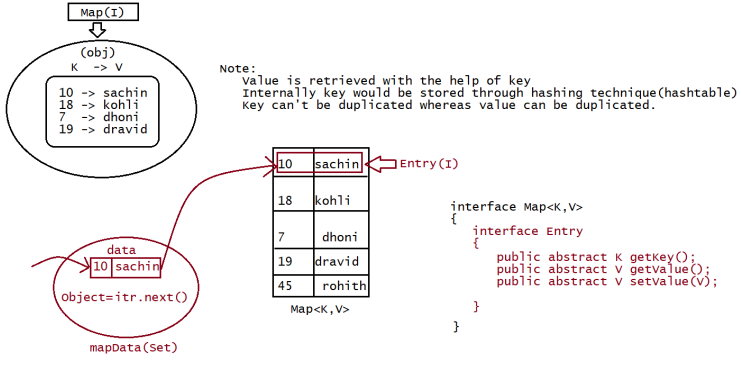 Map(I)
(obj)
K -> V
10 -> sachin
18 -> kohli
7 -> dhoni
19 -> dravid
Note:
Value is retrieved with the help of key
Internally key would be stored through hashing technique(hashtable)
Key can't be duplicated whereas value can be duplicated.
10 sachin
Entry(I)
18 kohli
7 dhoni
19 dravid
45 rohith
Map<K,V>
data
10 sachin
Object=itr.next()
mapData(Set)
interface Map<K,V>
{
interface Entry
{
public abstract K getKey();
public abstract V getValue();
public abstract V setValue(V);
}
}